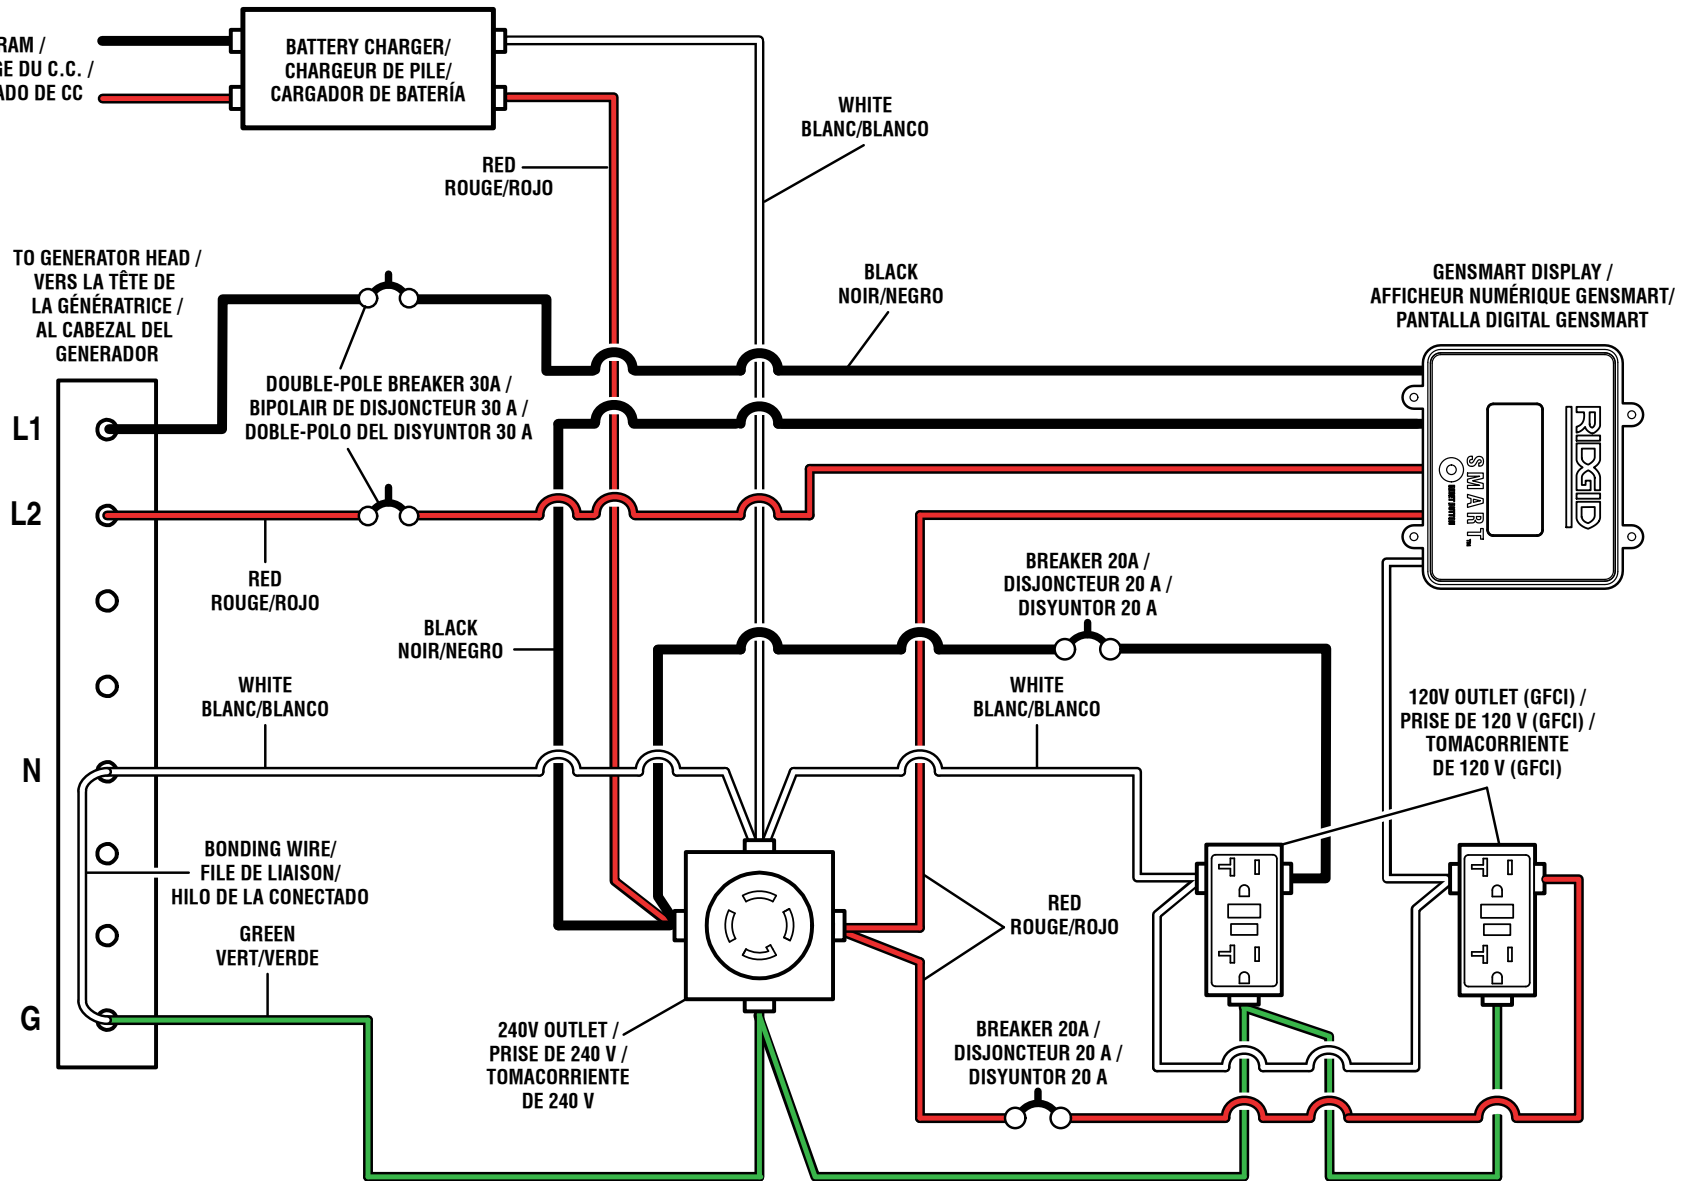 RAM /
GE DU C.C. /
ADO DE CC
BATTERY CHARGER/
CHARGEUR DE PILE/
CARGADOR DE BATERÍA
WHITE
BLANC/BLANCO
RED
ROUGE/ROJO
TO GENERATOR HEAD /
VERS LA TÊTE DE
LA GÉNÉRATRICE /
AL CABEZAL DEL
GENERADOR
BLACK
NOIR/NEGRO
GENSMART DISPLAY /
AFFICHEUR NUMÉRIQUE GENSMART/
PANTALLA DIGITAL GENSMART
DOUBLE-POLE BREAKER 30A /
BIPOLAIR DE DISJONCTEUR 30 A /
DOBLE-POLO DEL DISYUNTOR 30 A
L1
L2
RIDGID
SMART™
RESET BUTTON
RED
ROUGE/ROJO
BREAKER 20A /
DISJONCTEUR 20 A /
DISYUNTOR 20 A
BLACK
NOIR/NEGRO
WHITE
BLANC/BLANCO
WHITE
BLANC/BLANCO
120V OUTLET (GFCI) /
PRISE DE 120 V (GFCI) /
TOMACORRIENTE
DE 120 V (GFCI)
N
BONDING WIRE/
FILE DE LIAISON/
HILO DE LA CONECTADO
GREEN
VERT/VERDE
RED
ROUGE/ROJO
G
240V OUTLET /
PRISE DE 240 V /
TOMACORRIENTE
DE 240 V
BREAKER 20A /
DISJONCTEUR 20 A /
DISYUNTOR 20 A